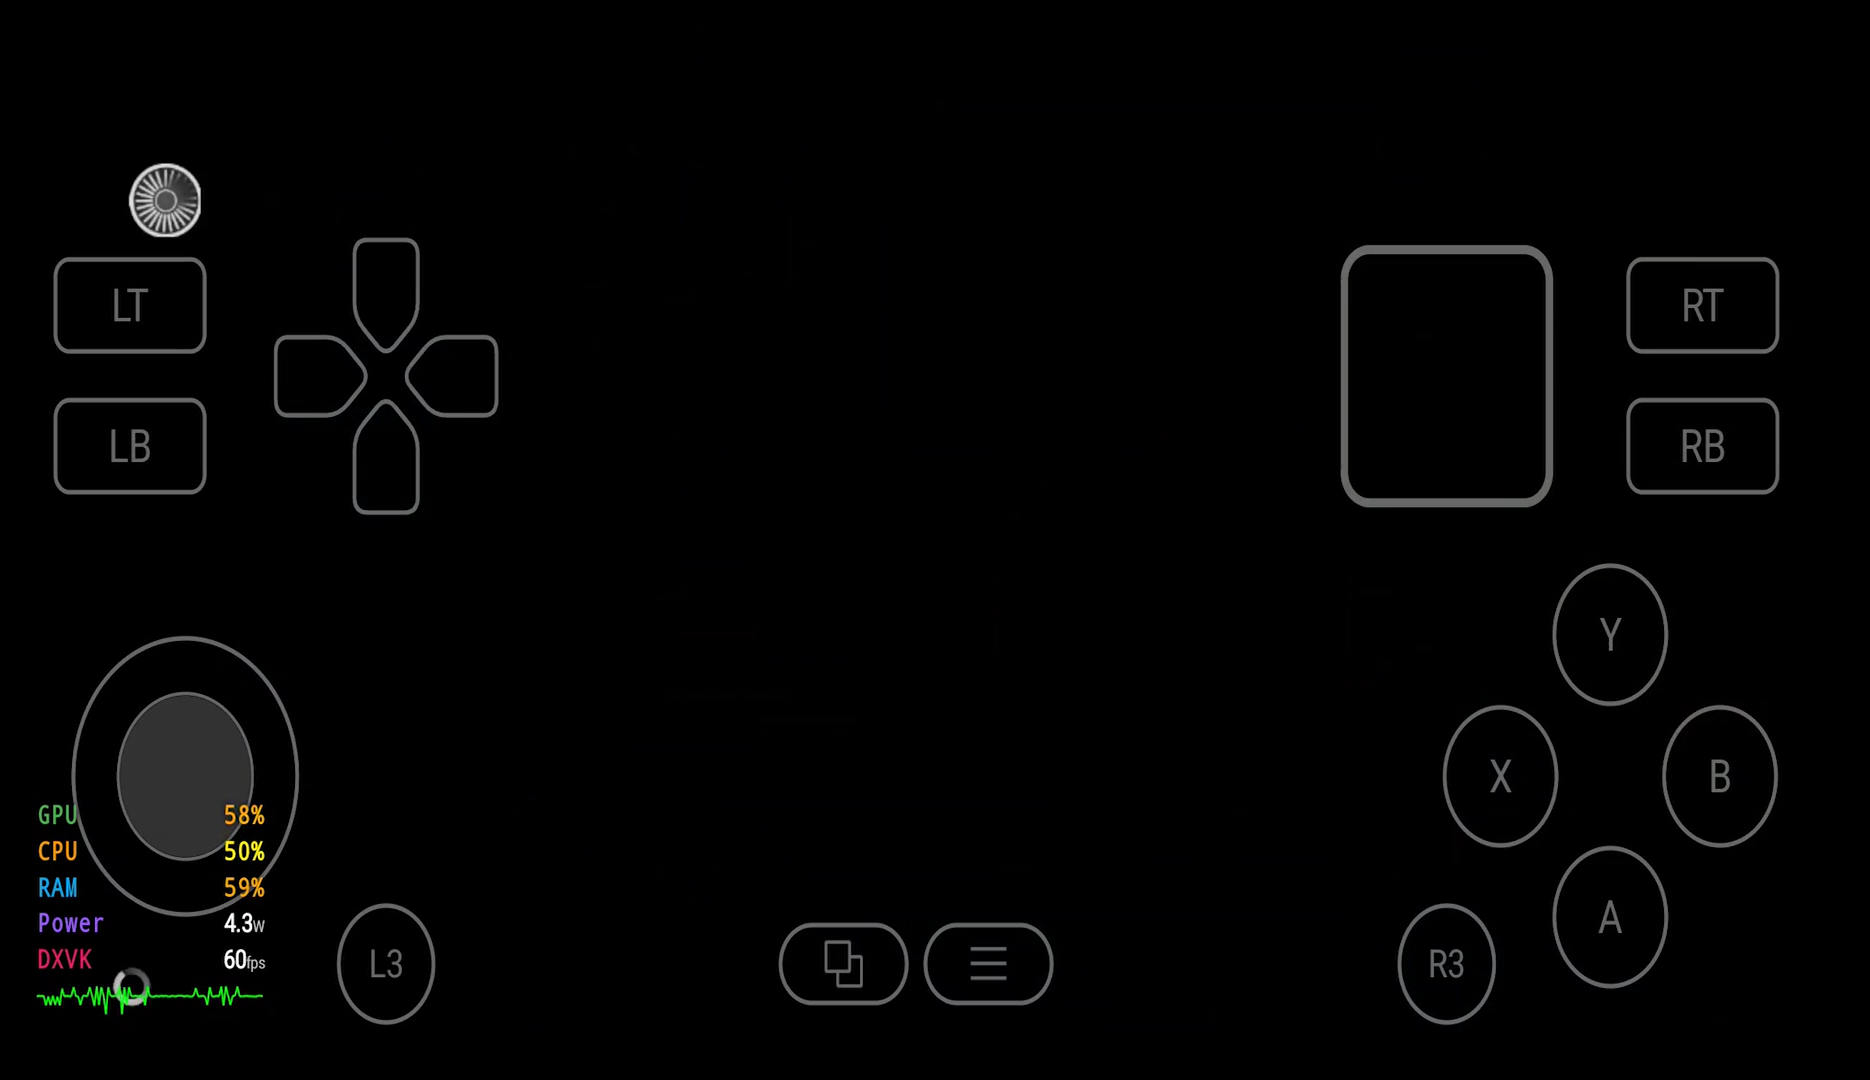 LT
RT
LB
RB
Y
X
B
GPU 58%
CPU 50%
RAM 59%
Power 4.3W
DXVK 60fps
L3
R3
A